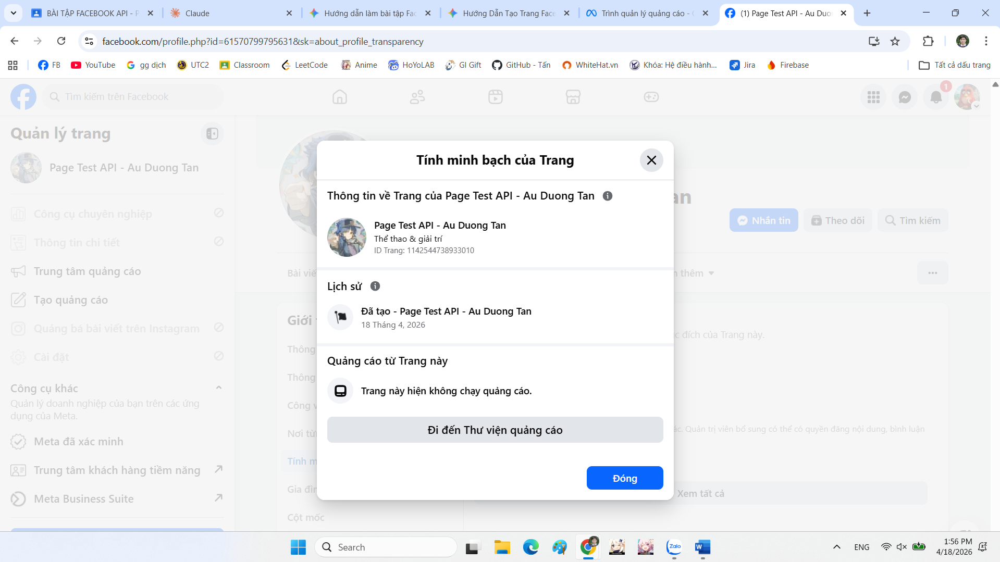 BÀI TẬP FACEBOOK API - P
Claude
Hướng dẫn làm bài tập Fac
Hướng Dẫn Tạo Trang Face
Trình quản lý quảng cáo - C
(1) Page Test API - Au Duon
facebook.com/profile.php?id=61570799795631&sk=about_profile_transparency
FB
YouTube
gg dịch
UTC2
Classroom
LeetCode
Anime
HoYoLAB
GI Gift
GitHub - Tấn
WhiteHat.vn
Khóa: Hệ điều hành...
Jira
Firebase
Tất cả dấu trang
Tìm kiếm trên Facebook
1
Quản lý trang
Page Test API - Au Duong Tan
Công cụ chuyên nghiệp
Thông tin chi tiết
Trung tâm quảng cáo
Tạo quảng cáo
Quảng bá bài viết trên Instagram
Cài đặt
Công cụ khác
Quản lý doanh nghiệp của bạn trên các ứng
dụng của Meta.
Meta đã xác minh
Trung tâm khách hàng tiềm năng
Meta Business Suite
an
Nhắn tin
Theo dõi
Tìm kiếm
Bài viế
n thêm
Giới t
Thông
Thông
Công v
Nơi từn
Tính m
Gia đìn
Cột mốc
ục đích của Trang này.
ác. Quản trị viên bổ sung có thể có quyền đăng nội dung, bình luận
Xem tất cả
Tính minh bạch của Trang
Thông tin về Trang của Page Test API - Au Duong Tan
Page Test API - Au Duong Tan
Thể thao & giải trí
ID Trang: 1142544738933010
Lịch sử
Đã tạo - Page Test API - Au Duong Tan
18 Tháng 4, 2026
Quảng cáo từ Trang này
Trang này hiện không chạy quảng cáo.
Đi đến Thư viện quảng cáo
Đóng
Search
Zalo
W
ENG
1:56 PM
4/18/2026